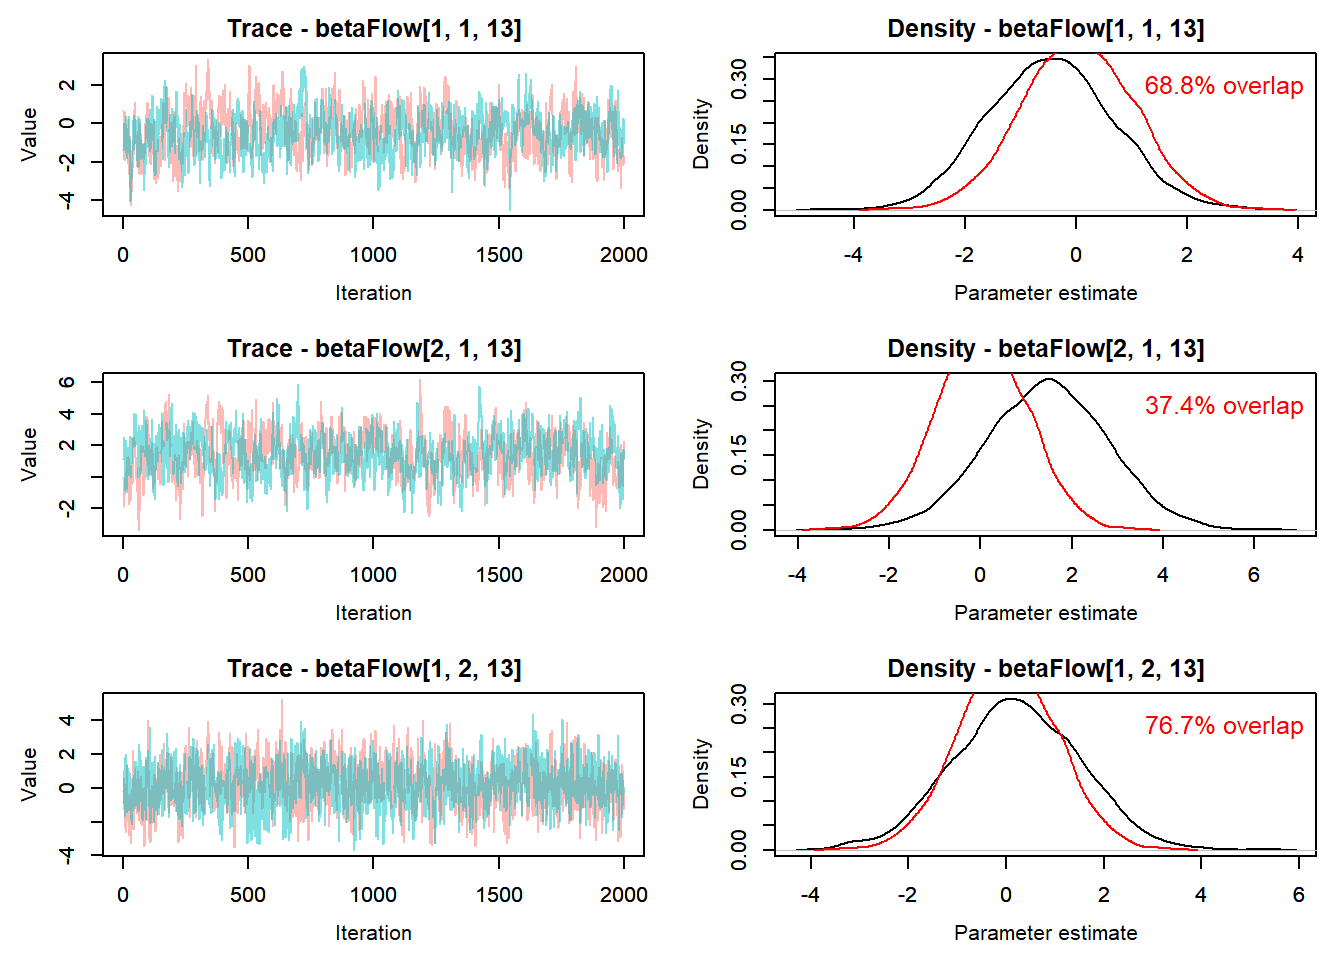 Trace - betaFlow[1, 1, 13]
Value
2
0
-2
-4
0 500 1000 1500 2000
Iteration
Density - betaFlow[1, 1, 13]
Density
0.30
0.15
0.00
68.8% overlap
-4 -2 0 2 4
Parameter estimate
Trace - betaFlow[2, 1, 13]
Value
6
4
2
-2
0 500 1000 1500 2000
Iteration
Density - betaFlow[2, 1, 13]
Density
0.30
0.15
0.00
37.4% overlap
-4 -2 0 2 4 6
Parameter estimate
Trace - betaFlow[1, 2, 13]
Value
4
2
0
-4
0 500 1000 1500 2000
Iteration
Density - betaFlow[1, 2, 13]
Density
0.30
0.15
0.00
76.7% overlap
-4 -2 0 2 4 6
Parameter estimate